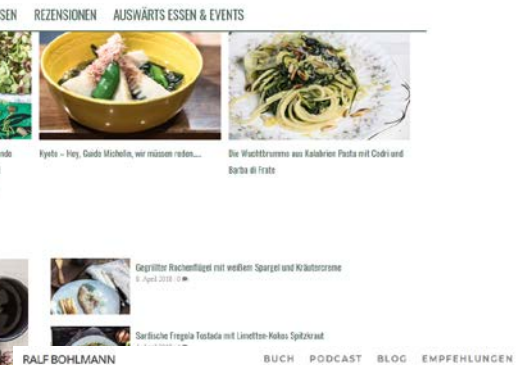 SEN REZENSIONEN AUSWÄRTS ESSEN & EVENTS
Kyoto – Hey, Guido Michelin, wir müssen reden….
Die Wuchtbrumme aus Kalabrien Pasta mit Codri und
Barba di Frate
Gegrillter Rochenflügel mit weißem Spargel und Kräutercreme
8. April 2018 · 0
Sardische Fregola Tostada mit Limetten-Kokos Spitzkraut
RALF BOHLMANN BUCH PODCAST BLOG EMPFEHLUNGEN